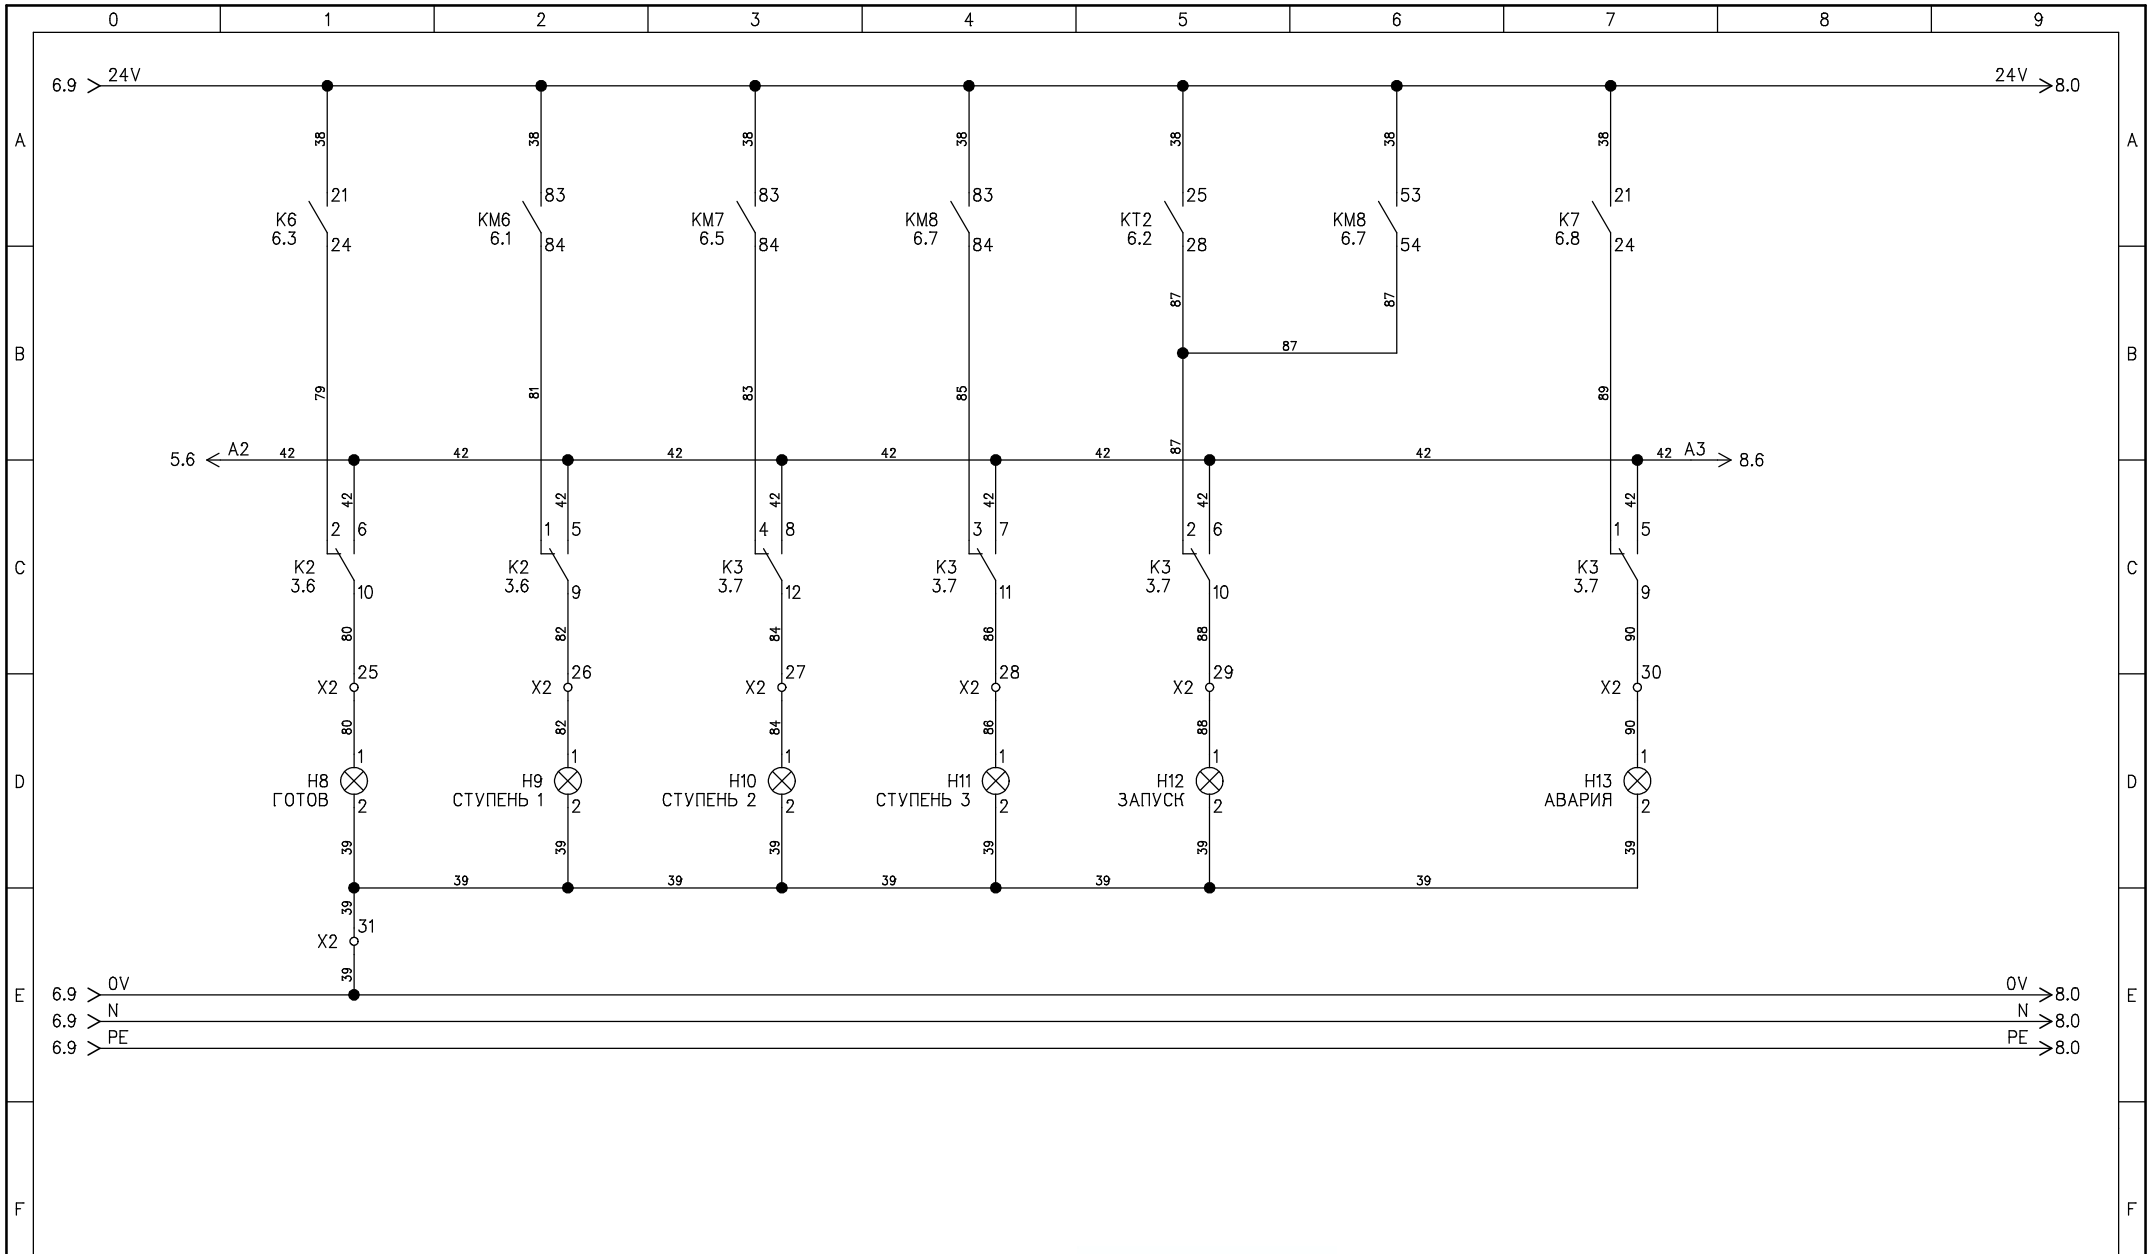 0 1 2 3 4 5 6 7 8 9
6.9 24V 24V 8.0
A 38 38 38 38 38 38 38 A
21 83 83 83 25 53 21
K6 KM6 KM7 KM8 KT2 KM8 K7
6.3 6.1 6.5 6.7 6.2 6.7 6.8
24 84 84 84 28 54 24
87 87
B 87 B
79 81 83 85 89
5.6 A2 42 42 42 42 42 87 42 42 A3 8.6
42 42 42 42 42 42
2 6 1 5 4 8 3 7 2 6 1 5
C K2 K2 K3 K3 K3 K3 C
3.6 3.6 3.7 3.7 3.7 3.7
10 9 12 11 10 9
80 82 84 86 88 90
25 26 27 28 29 30
X2 X2 X2 X2 X2 X2
80 82 84 86 88 90
1 1 1 1 1 1
D H8 H9 H10 H11 H12 H13 D
ГОТОВ СТУПЕНЬ 1 СТУПЕНЬ 2 СТУПЕНЬ 3 ЗАПУСК АВАРИЯ
2 2 2 2 2 2
39 39 39 39 39 39
39 39 39 39 39
39
31
X2
39
0V 0V
E 6.9 8.0 E
N N
6.9 8.0
PE PE
6.9 8.0
F F